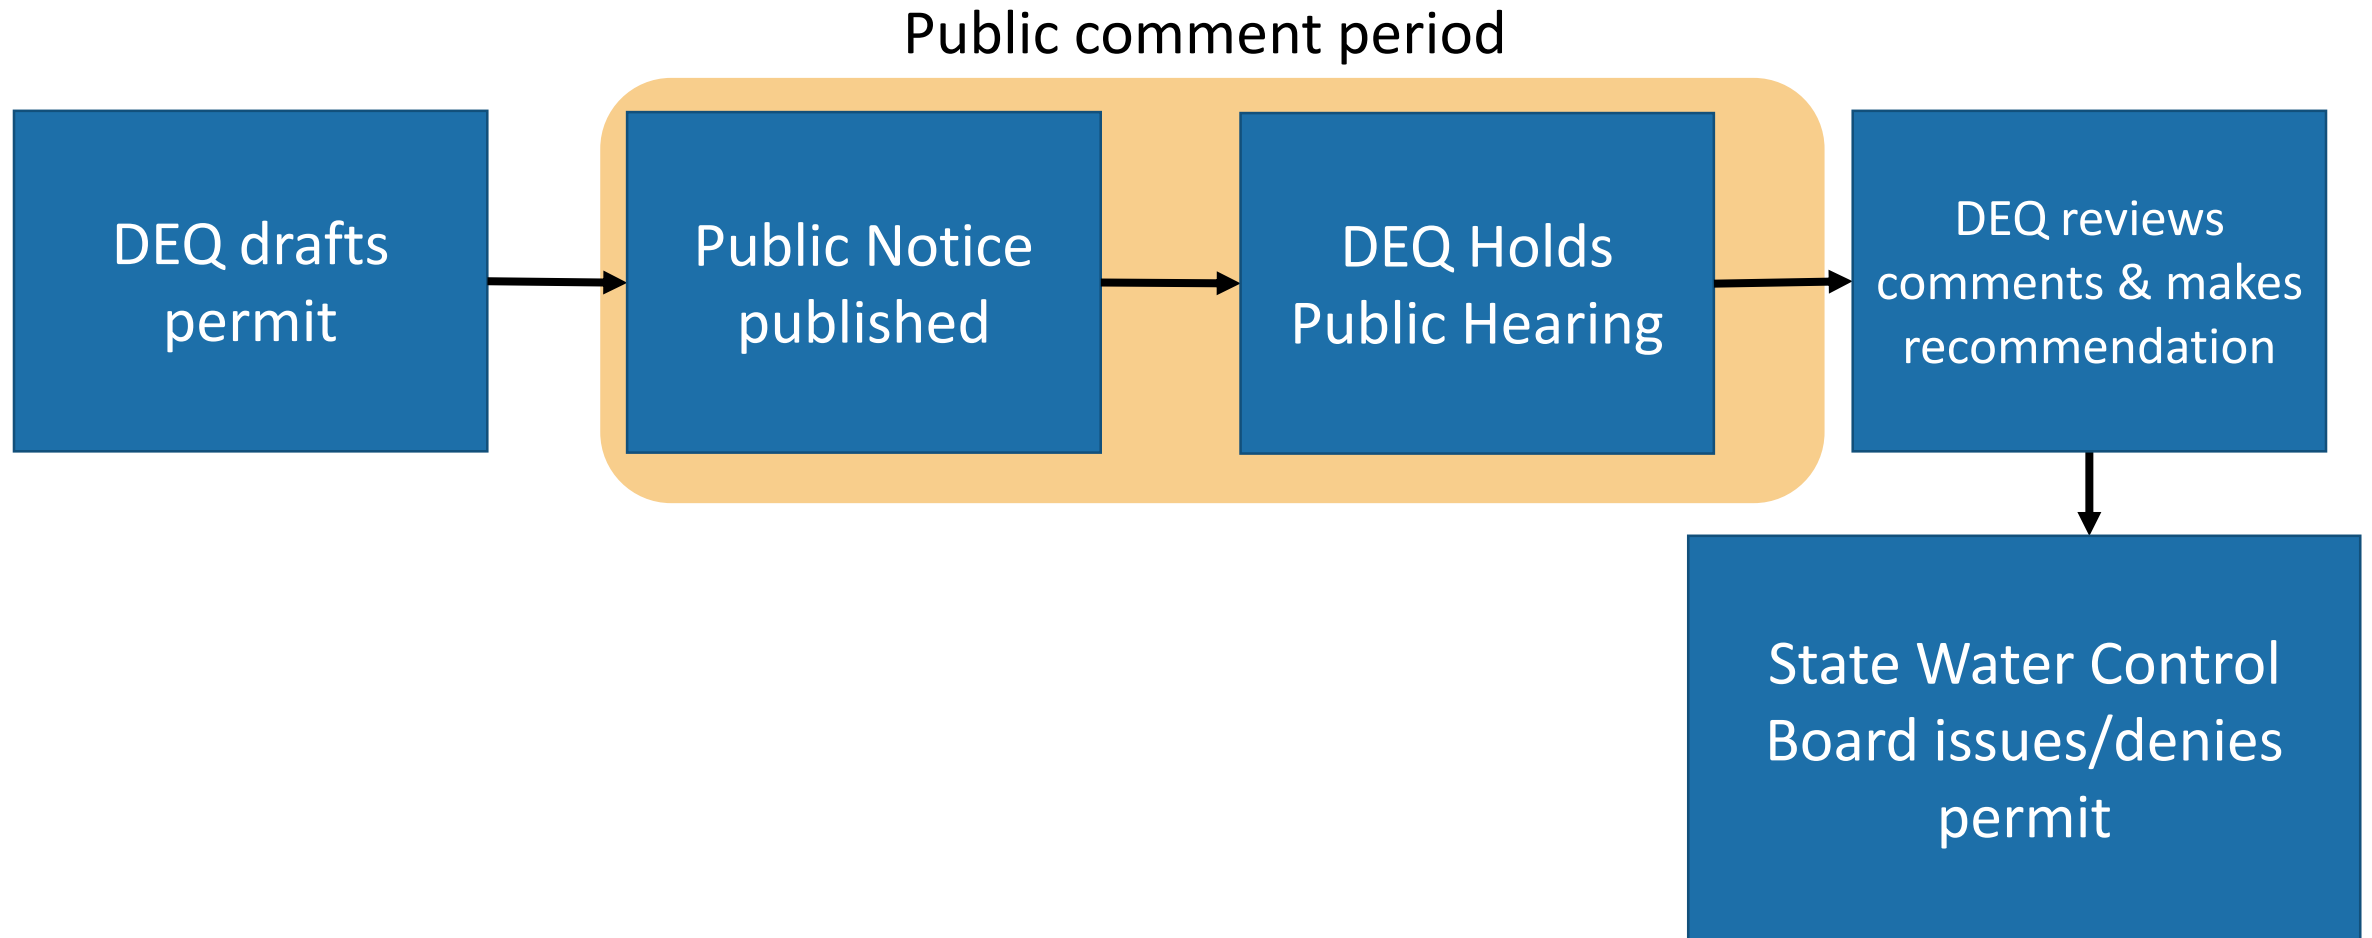 Public comment period
DEQ drafts
permit
Public Notice
published
DEQ Holds
Public Hearing
DEQ reviews
comments & makes
recommendation
State Water Control
Board issues/denies
permit